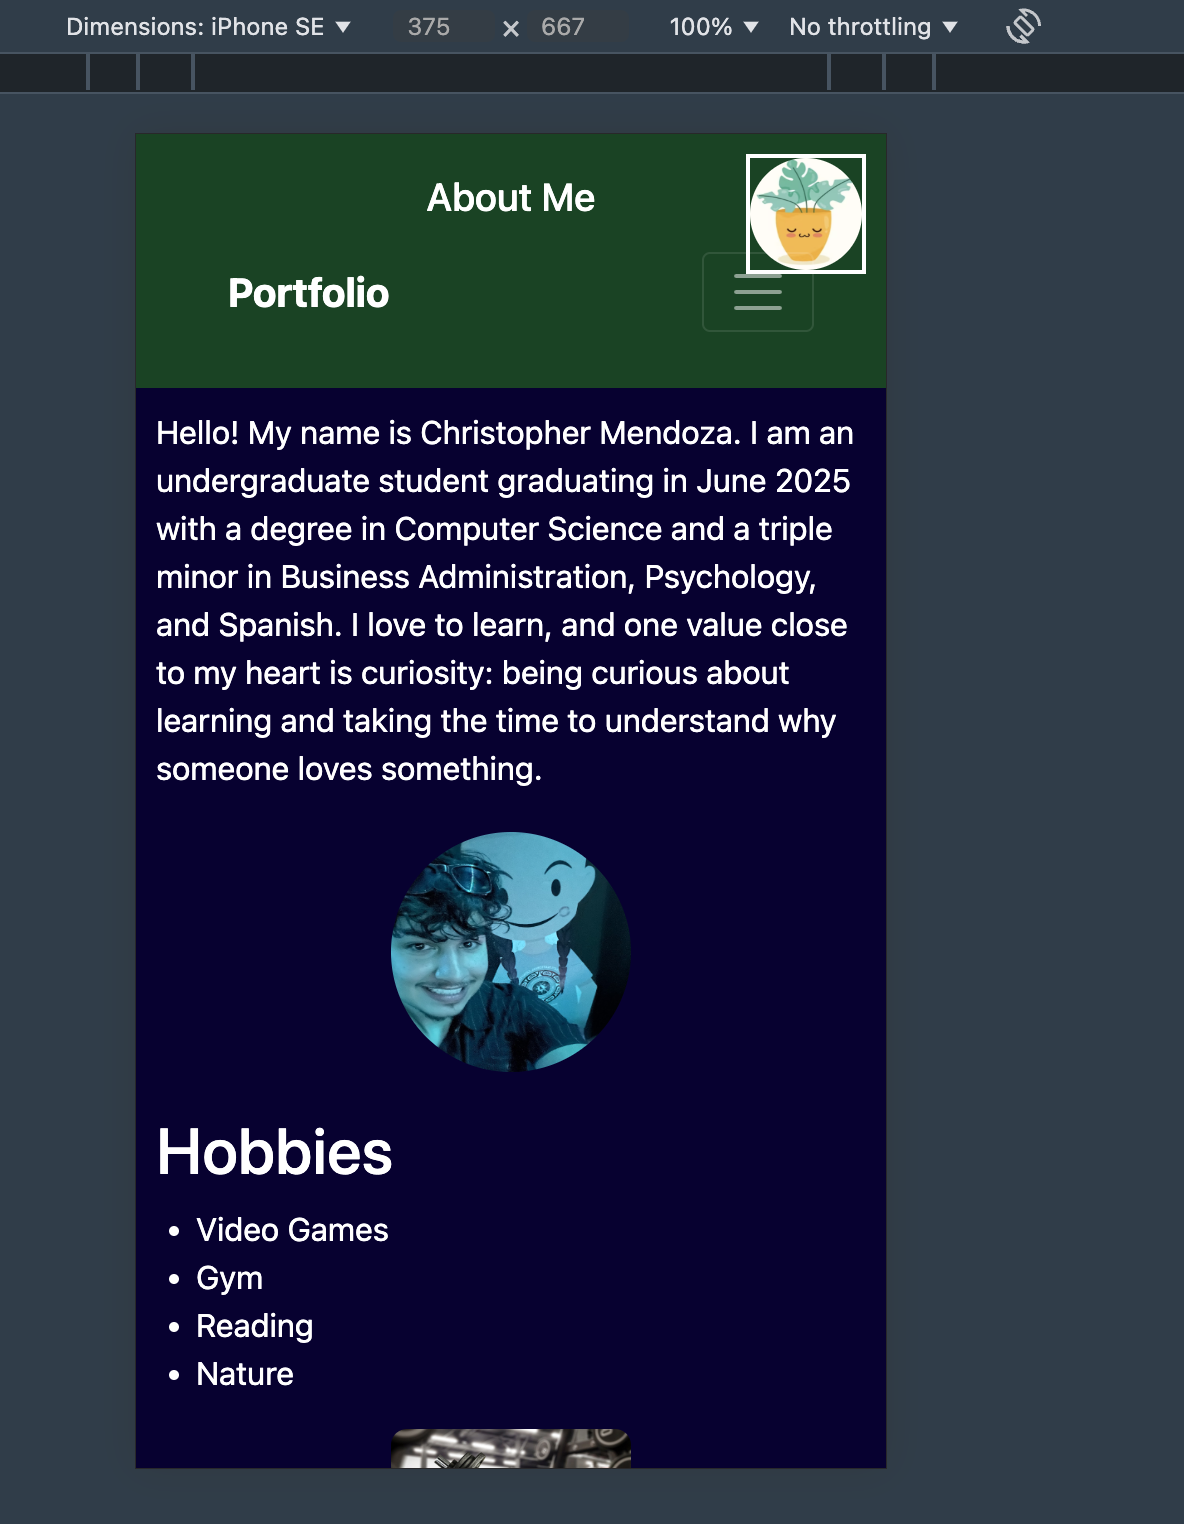 Dimensions: iPhone SE ▼ 375 x 667 100% ▼ No throttling ▼
About Me
Portfolio
Hello! My name is Christopher Mendoza. I am an
undergraduate student graduating in June 2025
with a degree in Computer Science and a triple
minor in Business Administration, Psychology,
and Spanish. I love to learn, and one value close
to my heart is curiosity: being curious about
learning and taking the time to understand why
someone loves something.
Hobbies
• Video Games
• Gym
• Reading
• Nature